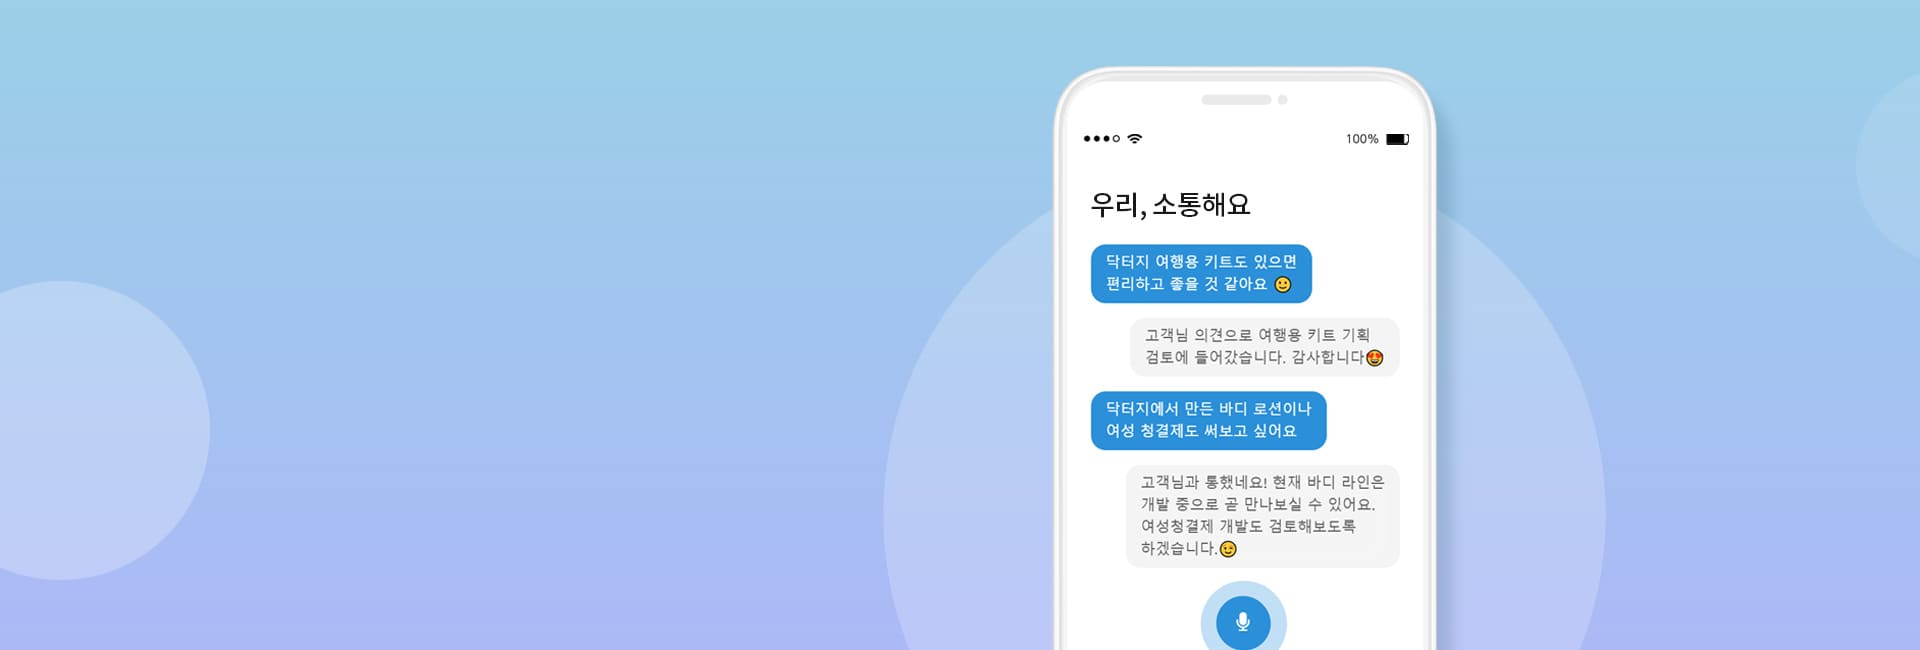 100%
우리, 소통해요
닥터지 여행용 키트도 있으면
편리하고 좋을 것 같아요 🙂
고객님 의견으로 여행용 키트 기획
검토에 들어갔습니다. 감사합니다😍
닥터지에서 만든 바디 로션이나
여성 청결제도 써보고 싶어요
고객님과 통했네요! 현재 바디 라인은
개발 중으로 곧 만나보실 수 있어요.
여성청결제 개발도 검토해보도록
하겠습니다.😉